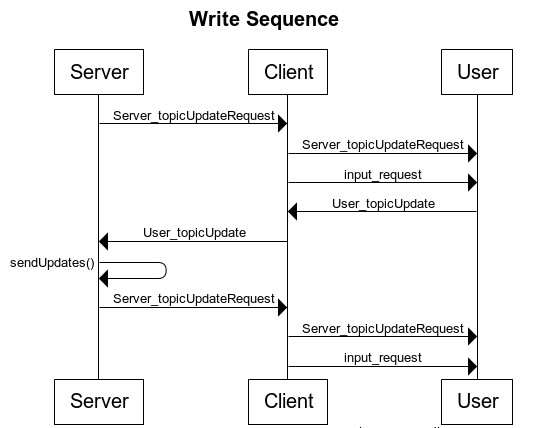 Write Sequence
Server
Client
User
Server_topicUpdateRequest
Server_topicUpdateRequest
input_request
User_topicUpdate
User_topicUpdate
sendUpdates()
Server_topicUpdateRequest
Server_topicUpdateRequest
input_request
Server
Client
User